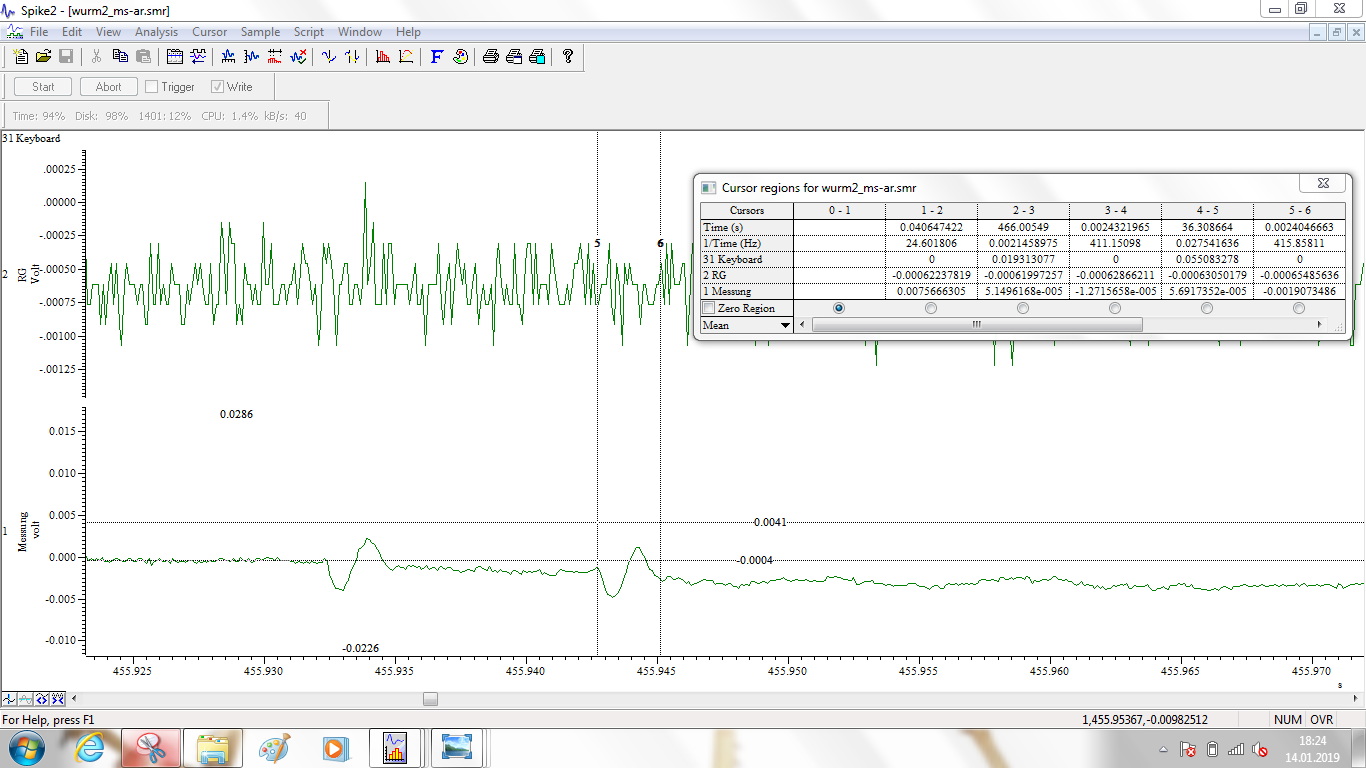 Spike2 - [wurm2_ms-ar.smr]
File Edit View Analysis Cursor Sample Script Window Help
Start Abort Trigger Write
Time: 94% Disk: 98% 1401: 12% CPU: 1.4% kB/s: 40
31 Keyboard
.00025
.00000
-.00025
-.00050
-.00075
-.00100
-.00125
2
RG
Volt
5 6
Cursor regions for wurm2_ms-ar.smr
Cursors 0 - 1 1 - 2 2 - 3 3 - 4 4 - 5 5 - 6
Time (s) 0.040647422 466.00549 0.0024321965 36.308664 0.0024046663
1/Time (Hz) 24.601806 0.0021458975 411.15098 0.027541636 415.85811
31 Keyboard 0 0.019313077 0 0.055083278 0
2 RG -0.00062237819 -0.00061997257 -0.00062866211 -0.00063050179 -0.00065485636
1 Messung 0.0075666305 5.1496168e-005 -1.2715658e-005 5.6917352e-005 -0.0019073486
Zero Region
Mean
0.0286
0.015
0.010
0.005
0.000
-0.005
-0.010
1
Messung
volt
0.0041
-0.0004
-0.0226
455.925 455.930 455.935 455.940 455.945 455.950 455.955 455.960 455.965 455.970
s
For Help, press F1 1,455.95367,-0.00982512 NUM OVR
18:24
14.01.2019